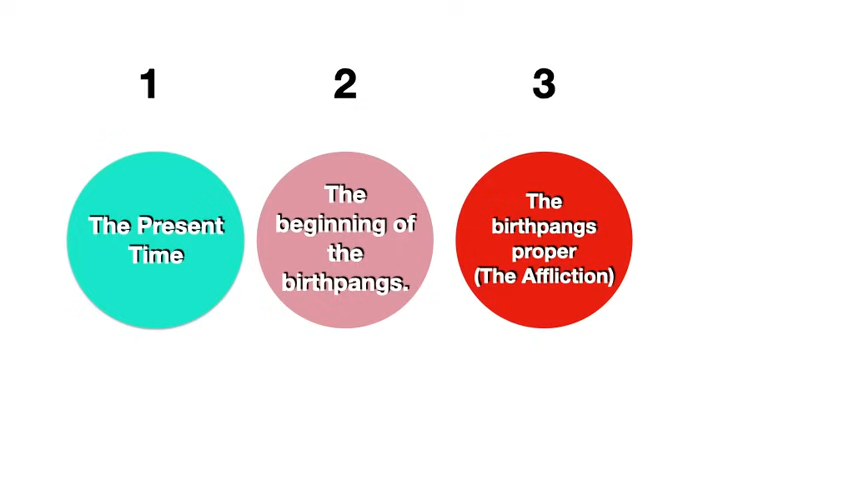 1
2
3
The Present
Time
The
beginning of
the
birthpangs.
The
birthpangs
proper
(The Affliction)